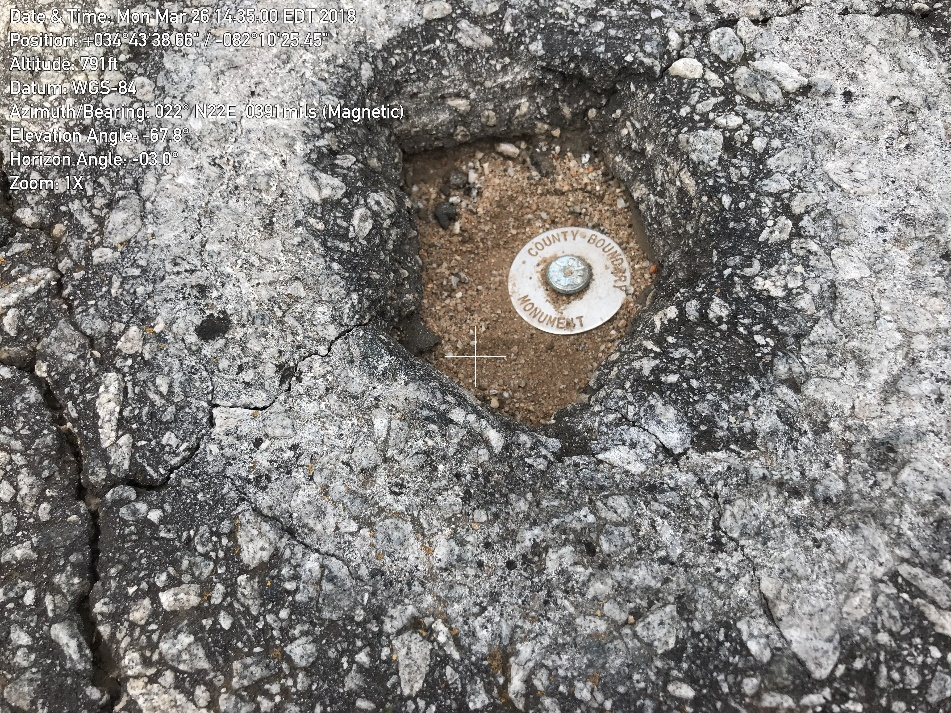 Date & Time: Mon Mar 26 14:35:00 EDT 2018
Position: +034°43'38.66" / -082°10'25.45"
Altitude: 791ft
Datum: WGS-84
Azimuth/Bearing: 022° N22E 0391mils (Magnetic)
Elevation Angle: -67.8°
Horizon Angle: -03.0°
Zoom: 1X
COUNTY BOUNDARY
MONUMENT